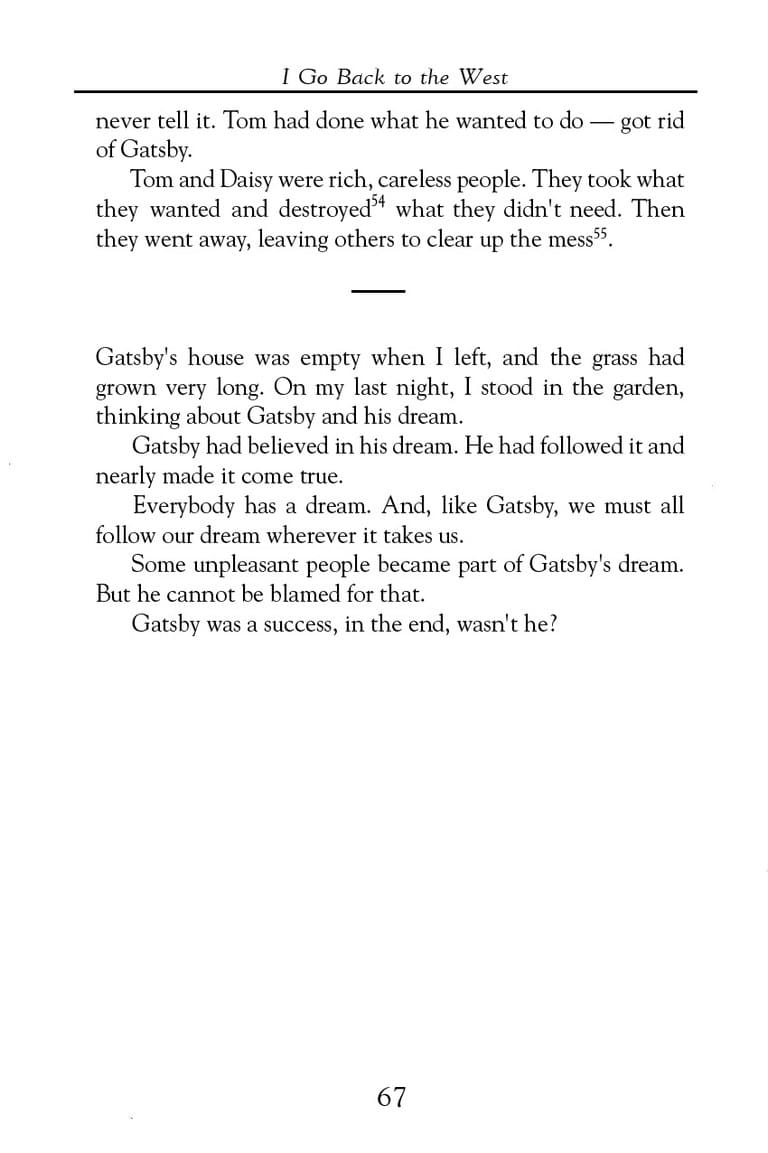 I Go Back to the West
never tell it. Tom had done what he wanted to do — got rid
of Gatsby.
Tom and Daisy were rich, careless people. They took what
they wanted and destroyed54 what they didn't need. Then
they went away, leaving others to clear up the mess55.
Gatsby's house was empty when I left, and the grass had
grown very long. On my last night, I stood in the garden,
thinking about Gatsby and his dream.
Gatsby had believed in his dream. He had followed it and
nearly made it come true.
Everybody has a dream. And, like Gatsby, we must all
follow our dream wherever it takes us.
Some unpleasant people became part of Gatsby's dream.
But he cannot be blamed for that.
Gatsby was a success, in the end, wasn't he?
67